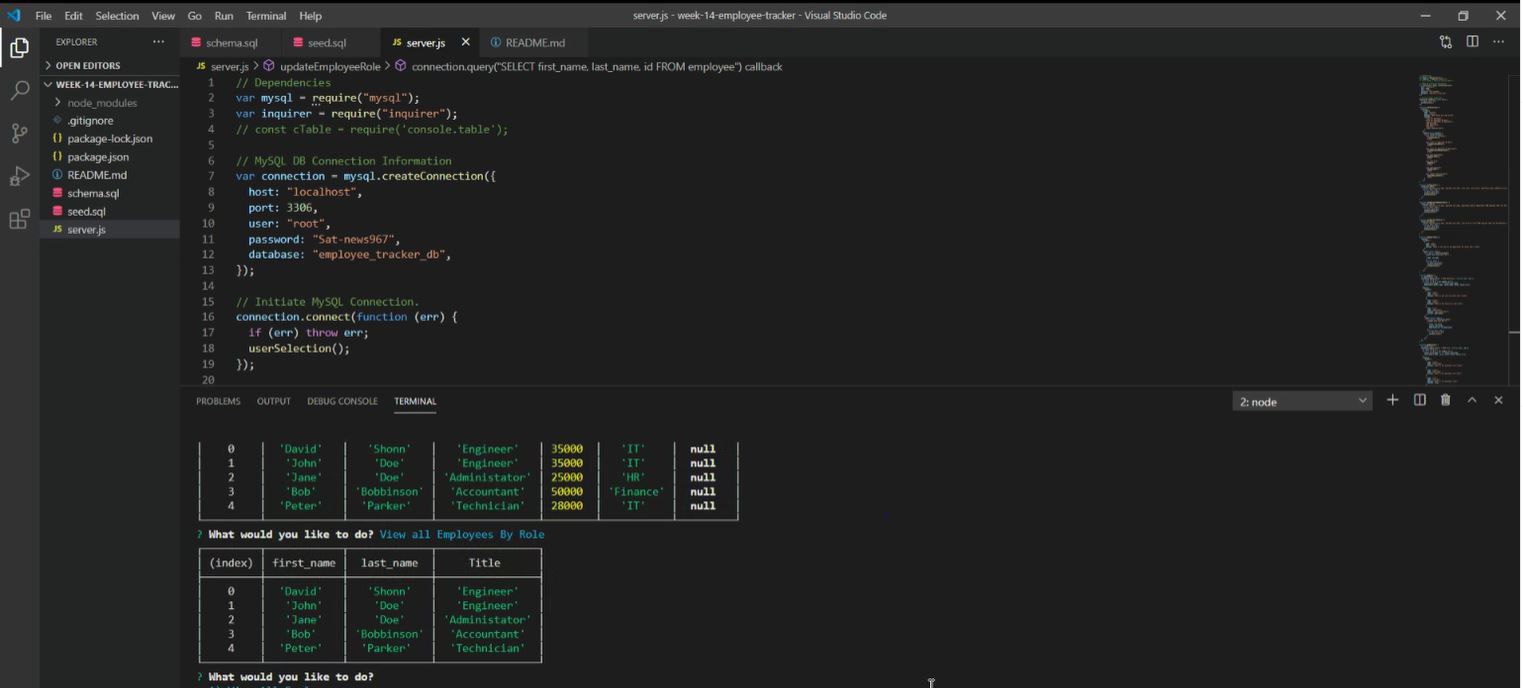 File Edit Selection View Go Run Terminal Help
server.js - week-14-employee-tracker - Visual Studio Code
EXPLORER
OPEN EDITORS
WEEK-14-EMPLOYEE-TRAC...
node_modules
.gitignore
{} package-lock.json
{} package.json
README.md
schema.sql
seed.sql
JS server.js
schema.sql seed.sql JS server.js README.md
JS server.js > updateEmployeeRole > connection.query("SELECT first_name, last_name, id FROM employee") callback
1 // Dependencies
2 var mysql = require("mysql");
3 var inquirer = require("inquirer");
4 // const cTable = require('console.table');
5
6 // MySQL DB Connection Information
7 var connection = mysql.createConnection({
8 host: "localhost",
9 port: 3306,
10 user: "root",
11 password: "Sat-news967",
12 database: "employee_tracker_db",
13 });
14
15 // Initiate MySQL Connection.
16 connection.connect(function (err) {
17 if (err) throw err;
18 userSelection();
19 });
20
PROBLEMS OUTPUT DEBUG CONSOLE TERMINAL
2: node
0 'David' 'Shonn' 'Engineer' 35000 'IT' null
1 'John' 'Doe' 'Engineer' 35000 'IT' null
2 'Jane' 'Doe' 'Administator' 25000 'HR' null
3 'Bob' 'Bobbinson' 'Accountant' 50000 'Finance' null
4 'Peter' 'Parker' 'Technician' 28000 'IT' null
? What would you like to do? View all Employees By Role
(index) first_name last_name Title
0 'David' 'Shonn' 'Engineer'
1 'John' 'Doe' 'Engineer'
2 'Jane' 'Doe' 'Administator'
3 'Bob' 'Bobbinson' 'Accountant'
4 'Peter' 'Parker' 'Technician'
? What would you like to do?